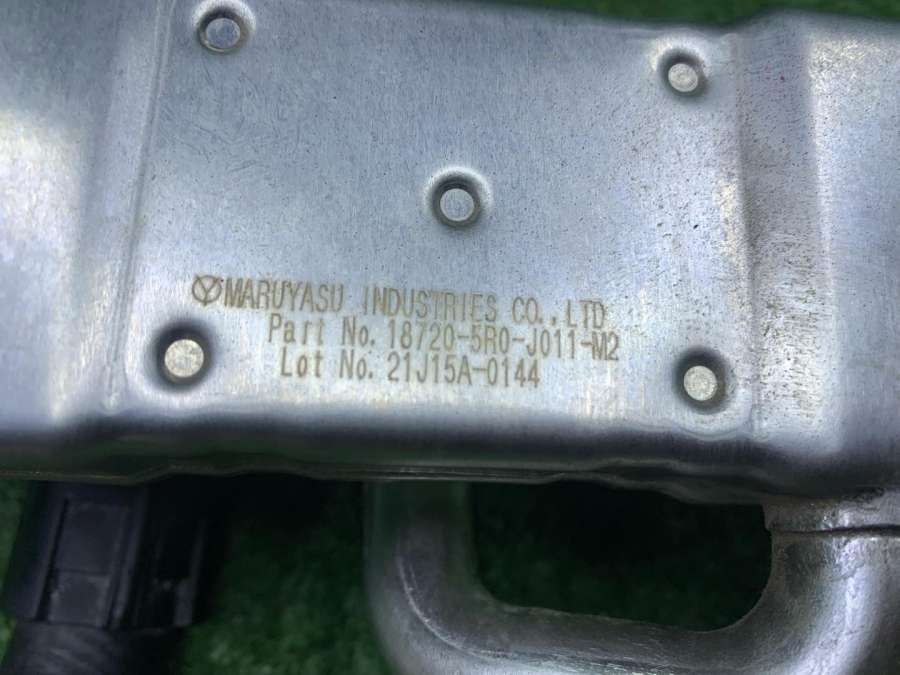 MARUYASU INDUSTRIES CO.,LTD
Part No. 18720-5R0-J011-M2
Lot No. 21J15A-0144